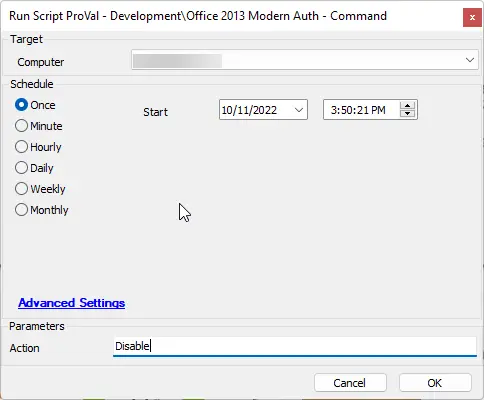 Run Script ProVal - Development\Office 2013 Modern Auth - Command
x
Target
Computer
Schedule
Once
Start
10/11/2022
3:50:21 PM
Minute
Hourly
Daily
Weekly
Monthly
Advanced Settings
Parameters
Action
Disable
Cancel
OK